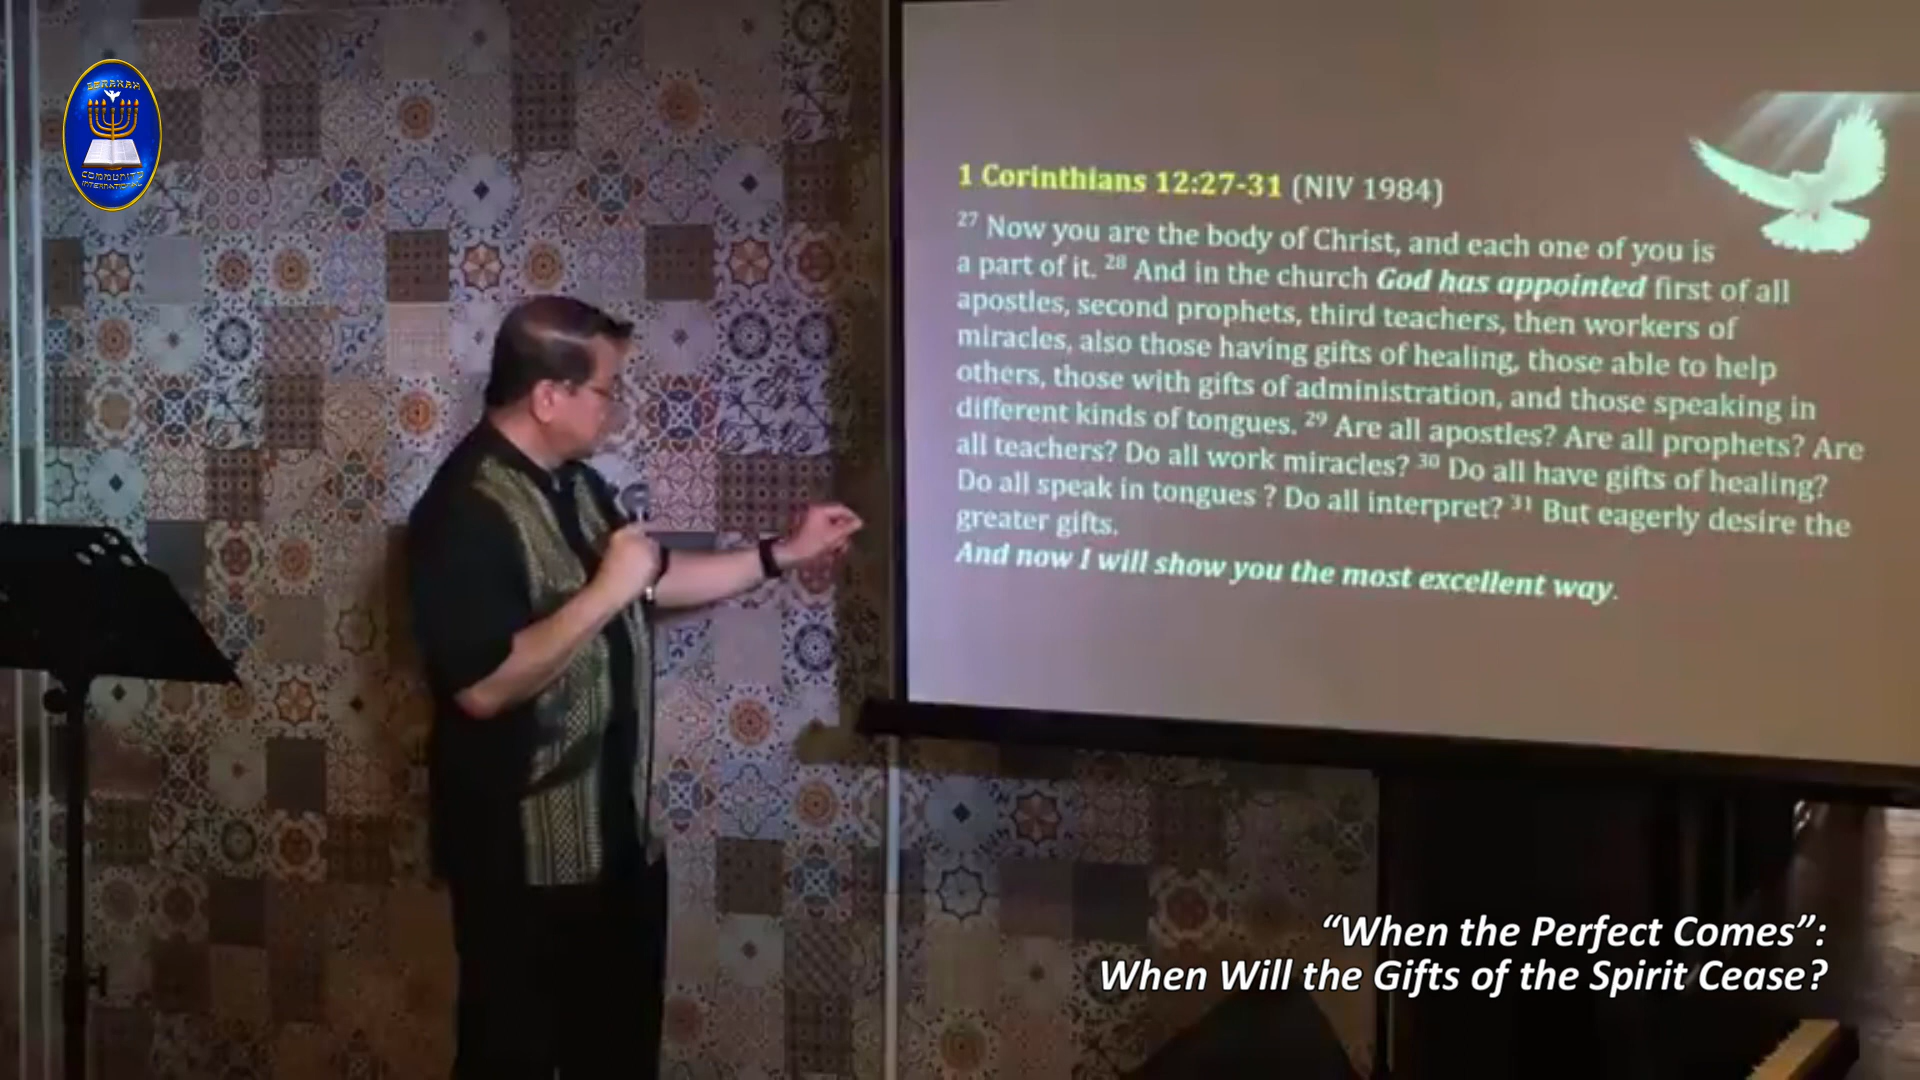 BERAKAH
COMMUNITY
INTERNATIONAL
1 Corinthians 12:27-31 (NIV 1984)
27 Now you are the body of Christ, and each one of you is
a part of it. 28 And in the church God has appointed first of all
apostles, second prophets, third teachers, then workers of
miracles, also those having gifts of healing, those able to help
others, those with gifts of administration, and those speaking in
different kinds of tongues. 29 Are all apostles? Are all prophets? Are
all teachers? Do all work miracles? 30 Do all have gifts of healing?
Do all speak in tongues ? Do all interpret? 31 But eagerly desire the
greater gifts.
And now I will show you the most excellent way.
“When the Perfect Comes”:
When Will the Gifts of the Spirit Cease?